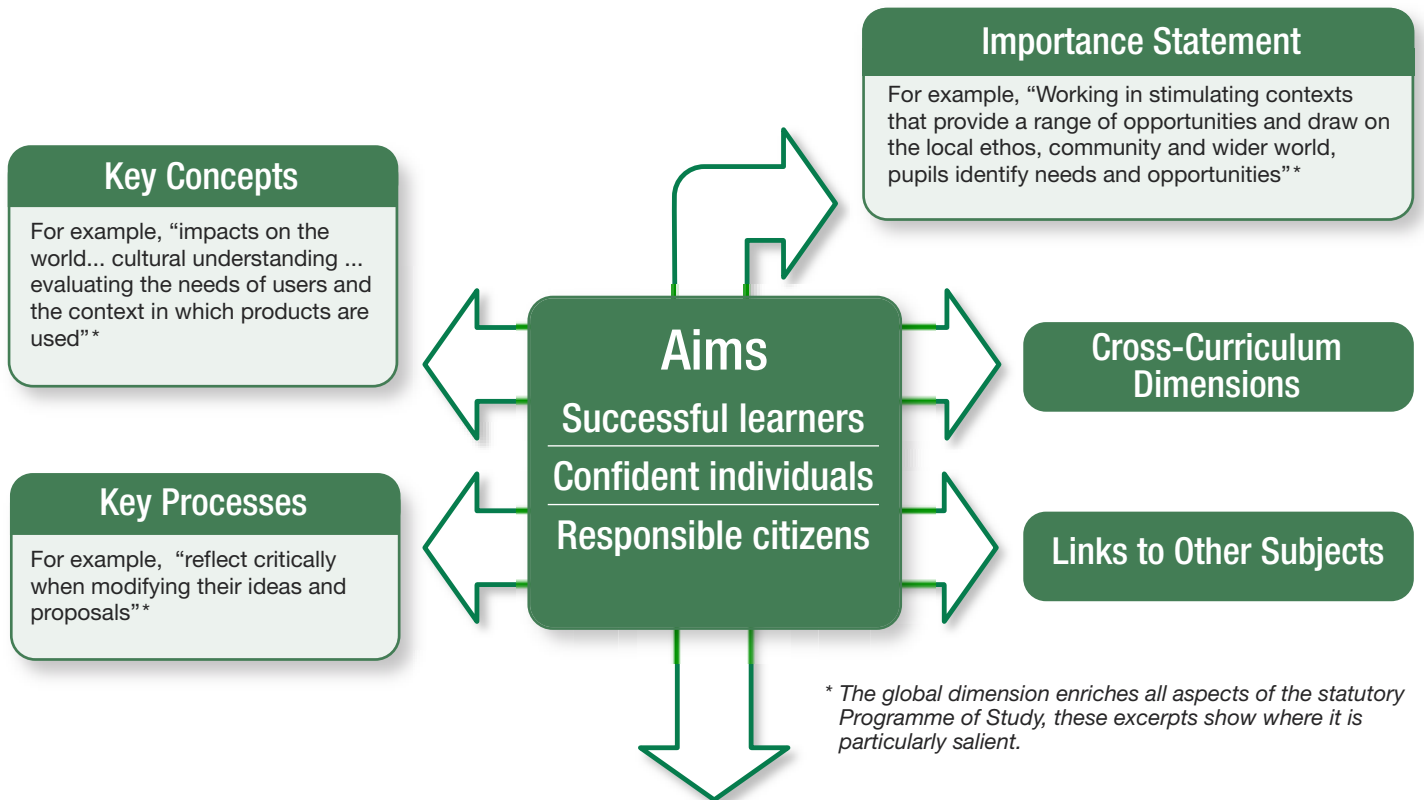 Importance Statement
For example, “Working in stimulating contexts
that provide a range of opportunities and draw on
the local ethos, community and wider world,
pupils identify needs and opportunities”*
Key Concepts
For example, “impacts on the
world... cultural understanding ...
evaluating the needs of users and
the context in which products are
used”*
Aims
Successful learners
Confident individuals
Responsible citizens
Cross-Curriculum
Dimensions
Key Processes
For example, “reflect critically
when modifying their ideas and
proposals”*
Links to Other Subjects
* The global dimension enriches all aspects of the statutory
Programme of Study, these excerpts show where it is
particularly salient.